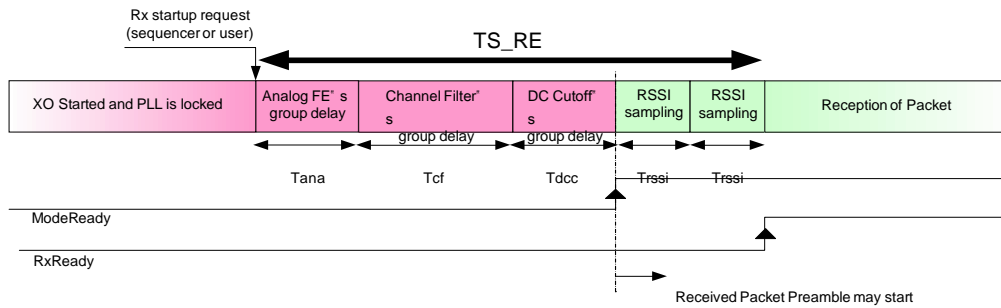 Rx startup request
(sequencer or user)
TS_RE
XO Started and PLL is locked
Analog FE's
group delay
Channel Filter'
s
group delay
DC Cutoff'
s
group delay
RSSI
sampling
RSSI
sampling
Reception of Packet
Tana
Tcf
Tdcc
Trssi
Trssi
ModeReady
RxReady
Received Packet Preamble may start